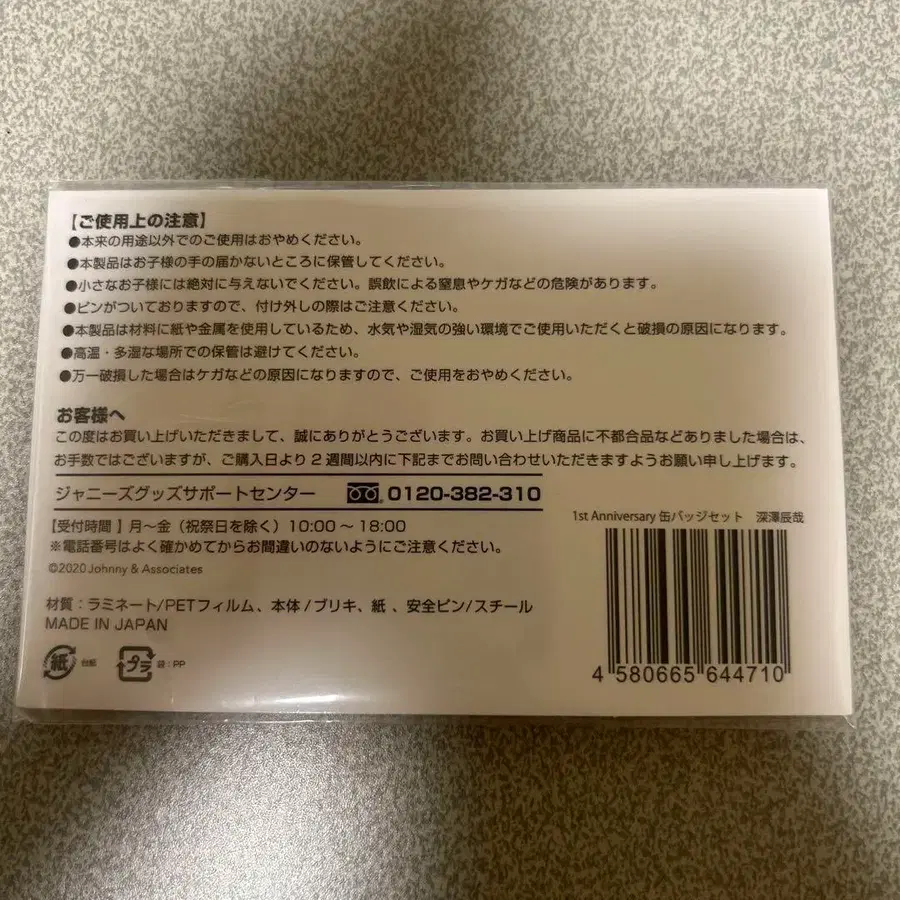 【ご使用上の注意】
●本来の用途以外でのご使用はおやめください。
●本製品はお子様の手の届かないところに保管してください。
●小さなお子様には絶対に与えないでください。誤飲による窒息やケガなどの危険があります。
●ピンがついておりますので、付け外しの際はご注意ください。
●本製品は材料に紙や金属を使用しているため、水気や湿気の強い環境でご使用いただくと破損の原因になります。
●高温・多湿な場所での保管は避けてください。
●万一破損した場合はケガなどの原因になりますので、ご使用をおやめください。
お客様へ
この度はお買い上げいただきまして、誠にありがとうございます。お買い上げ商品に不都合品などありました場合は、
お手数ではございますが、ご購入日より2週間以内に下記までお問い合わせいただきますようお願い申し上げます。
ジャニーズグッズサポートセンター 0120-382-310
【受付時間】月〜金（祝祭日を除く）10:00〜18:00
※電話番号はよく確かめてからお間違いのないようにご注意ください。
©2020 Johnny & Associates
1st Anniversary 缶バッジセット 深澤辰哉
材質：ラミネート/PETフィルム、本体/ブリキ、紙、安全ピン/スチール
MADE IN JAPAN
紙 台紙 プラ 袋：PP
4 580665 644710